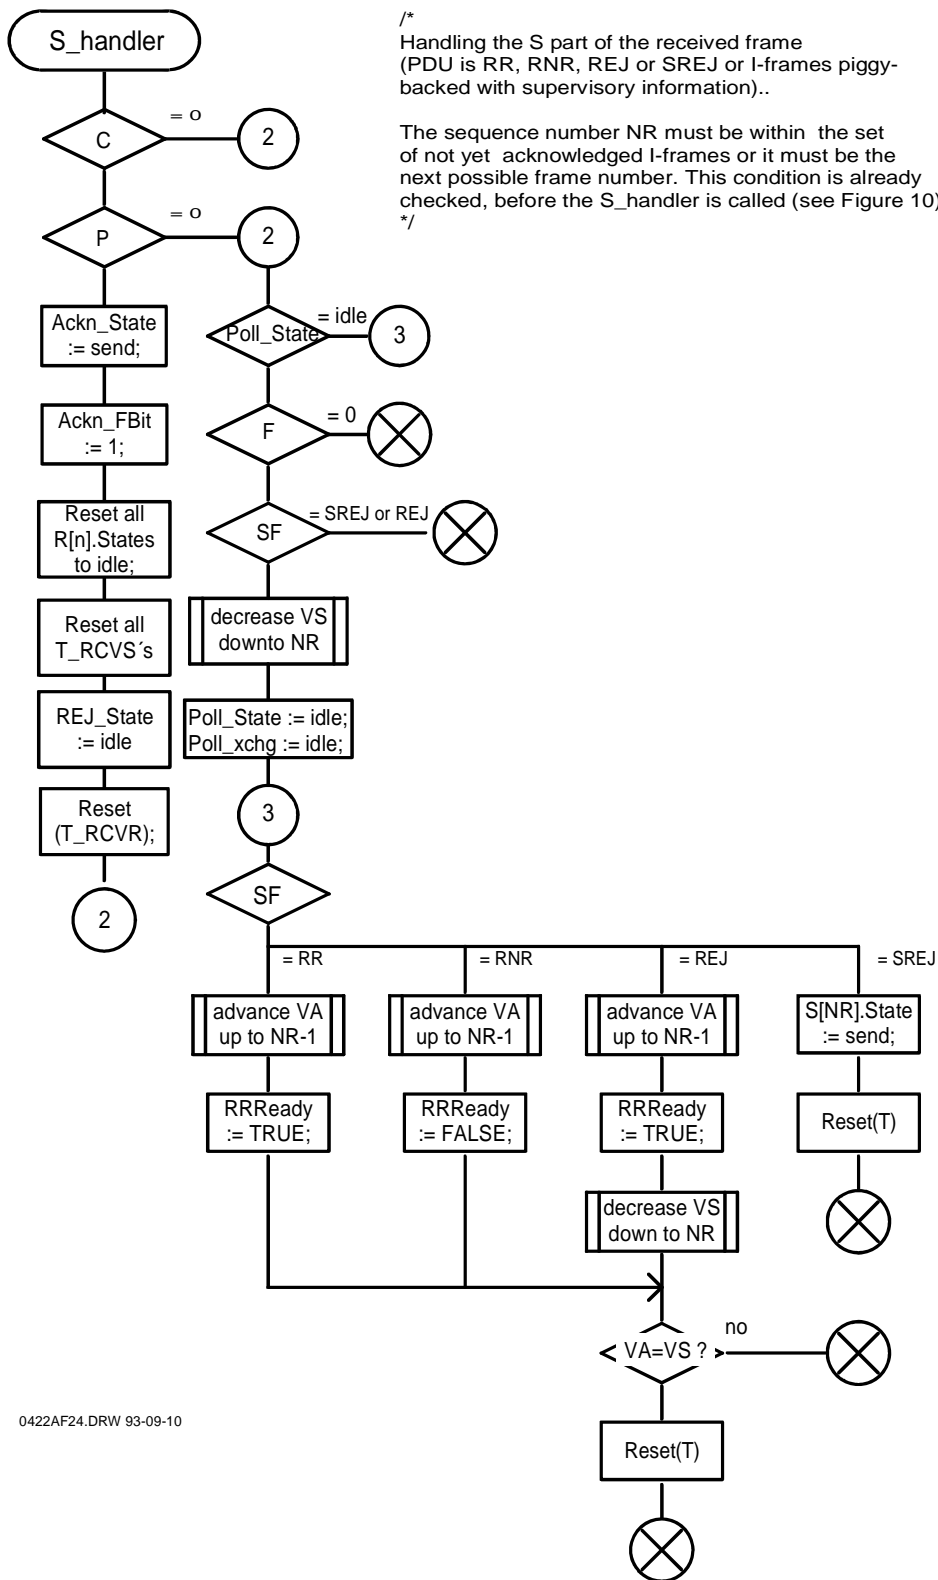 S_handler
/*
Handling the S part of the received frame
(PDU is RR, RNR, REJ or SREJ or I-frames piggy-
backed with supervisory information)..
The sequence number NR must be within the set
of not yet acknowledged I-frames or it must be the
next possible frame number. This condition is already
checked, before the S_handler is called (see Figure 10)
*/
C
= 0
2
P
= 0
2
Ackn_State
:= send;
Ackn_FBit
:= 1;
Reset all
R[n].States
to idle;
Reset all
T_RCVS´s
REJ_State
:= idle
Reset
(T_RCVR);
2
Poll_State
= idle
3
F
= 0
SF
= SREJ or REJ
decrease VS
downto NR
Poll_State := idle;
Poll_xchg := idle;
3
SF
= RR
= RNR
= REJ
= SREJ
advance VA
up to NR-1
advance VA
up to NR-1
advance VA
up to NR-1
S[NR].State
:= send;
RRReady
:= TRUE;
RRReady
:= FALSE;
RRReady
:= TRUE;
Reset(T)
decrease VS
down to NR
VA=VS ?
no
Reset(T)
0422AF24.DRW 93-09-10